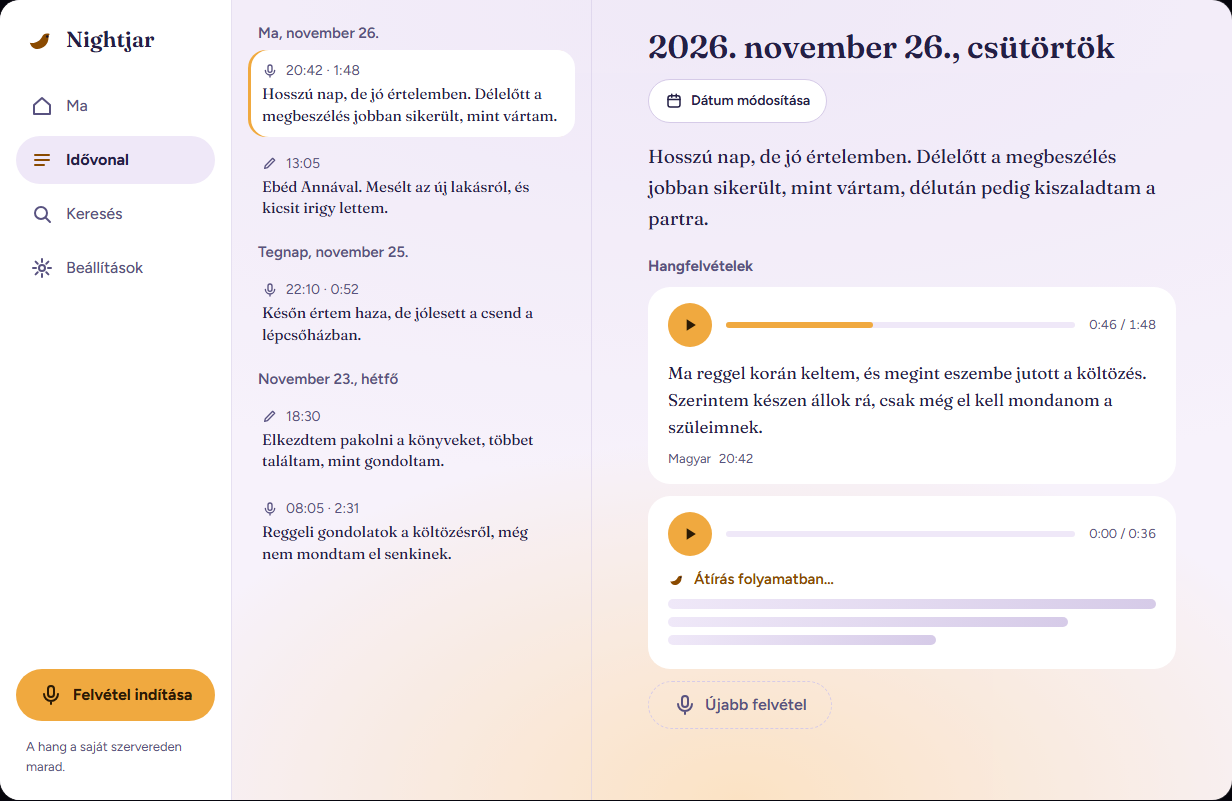 Nightjar
Ma
Idővonal
Keresés
Beállítások
Felvétel indítása
A hang a saját szervereden
marad.
Ma, november 26.
20:42 · 1:48
Hosszú nap, de jó értelemben. Délelőtt a
megbeszélés jobban sikerült, mint vártam.
13:05
Ebéd Annával. Mesélt az új lakásról, és
kicsit irigy lettem.
Tegnap, november 25.
22:10 · 0:52
Későn értem haza, de jólesett a csend a
lépcsőházban.
November 23., hétfő
18:30
Elkezdtem pakolni a könyveket, többet
találtam, mint gondoltam.
08:05 · 2:31
Reggeli gondolatok a költözésről, még
nem mondtam el senkinek.
2026. november 26., csütörtök
Dátum módosítása
Hosszú nap, de jó értelemben. Délelőtt a megbeszélés
jobban sikerült, mint vártam, délután pedig kiszaladtam a
partra.
Hangfelvételek
0:46 / 1:48
Ma reggel korán keltem, és megint eszembe jutott a költözés.
Szerintem készen állok rá, csak még el kell mondanom a
szüleimnek.
Magyar 20:42
0:00 / 0:36
Átírás folyamatban…
Újabb felvétel